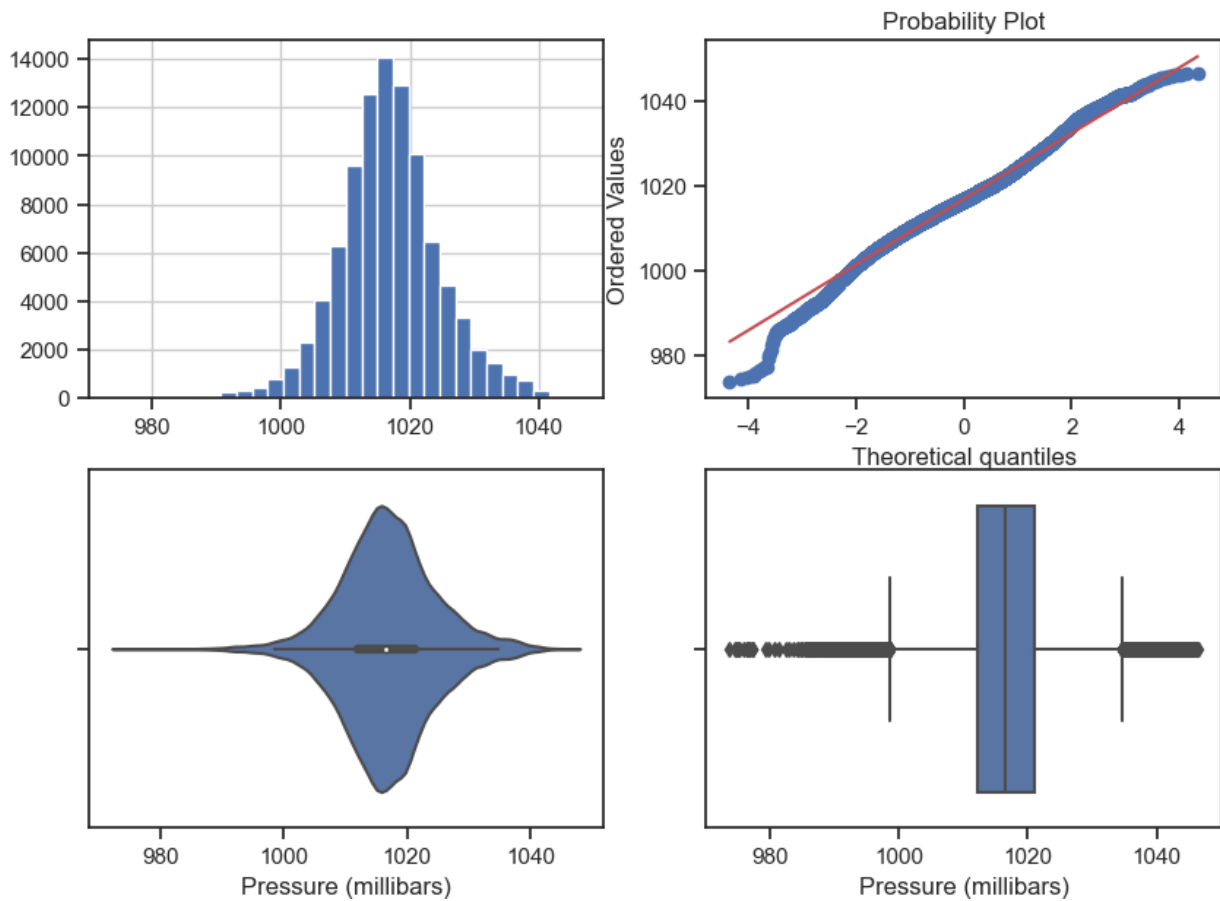 Probability Plot
14000
12000
10000
8000
6000
4000
2000
0
980 1000 1020 1040
Ordered Values
1040
1020
1000
980
−4 −2 0 2 4
Theoretical quantiles
980 1000 1020 1040
Pressure (millibars)
980 1000 1020 1040
Pressure (millibars)